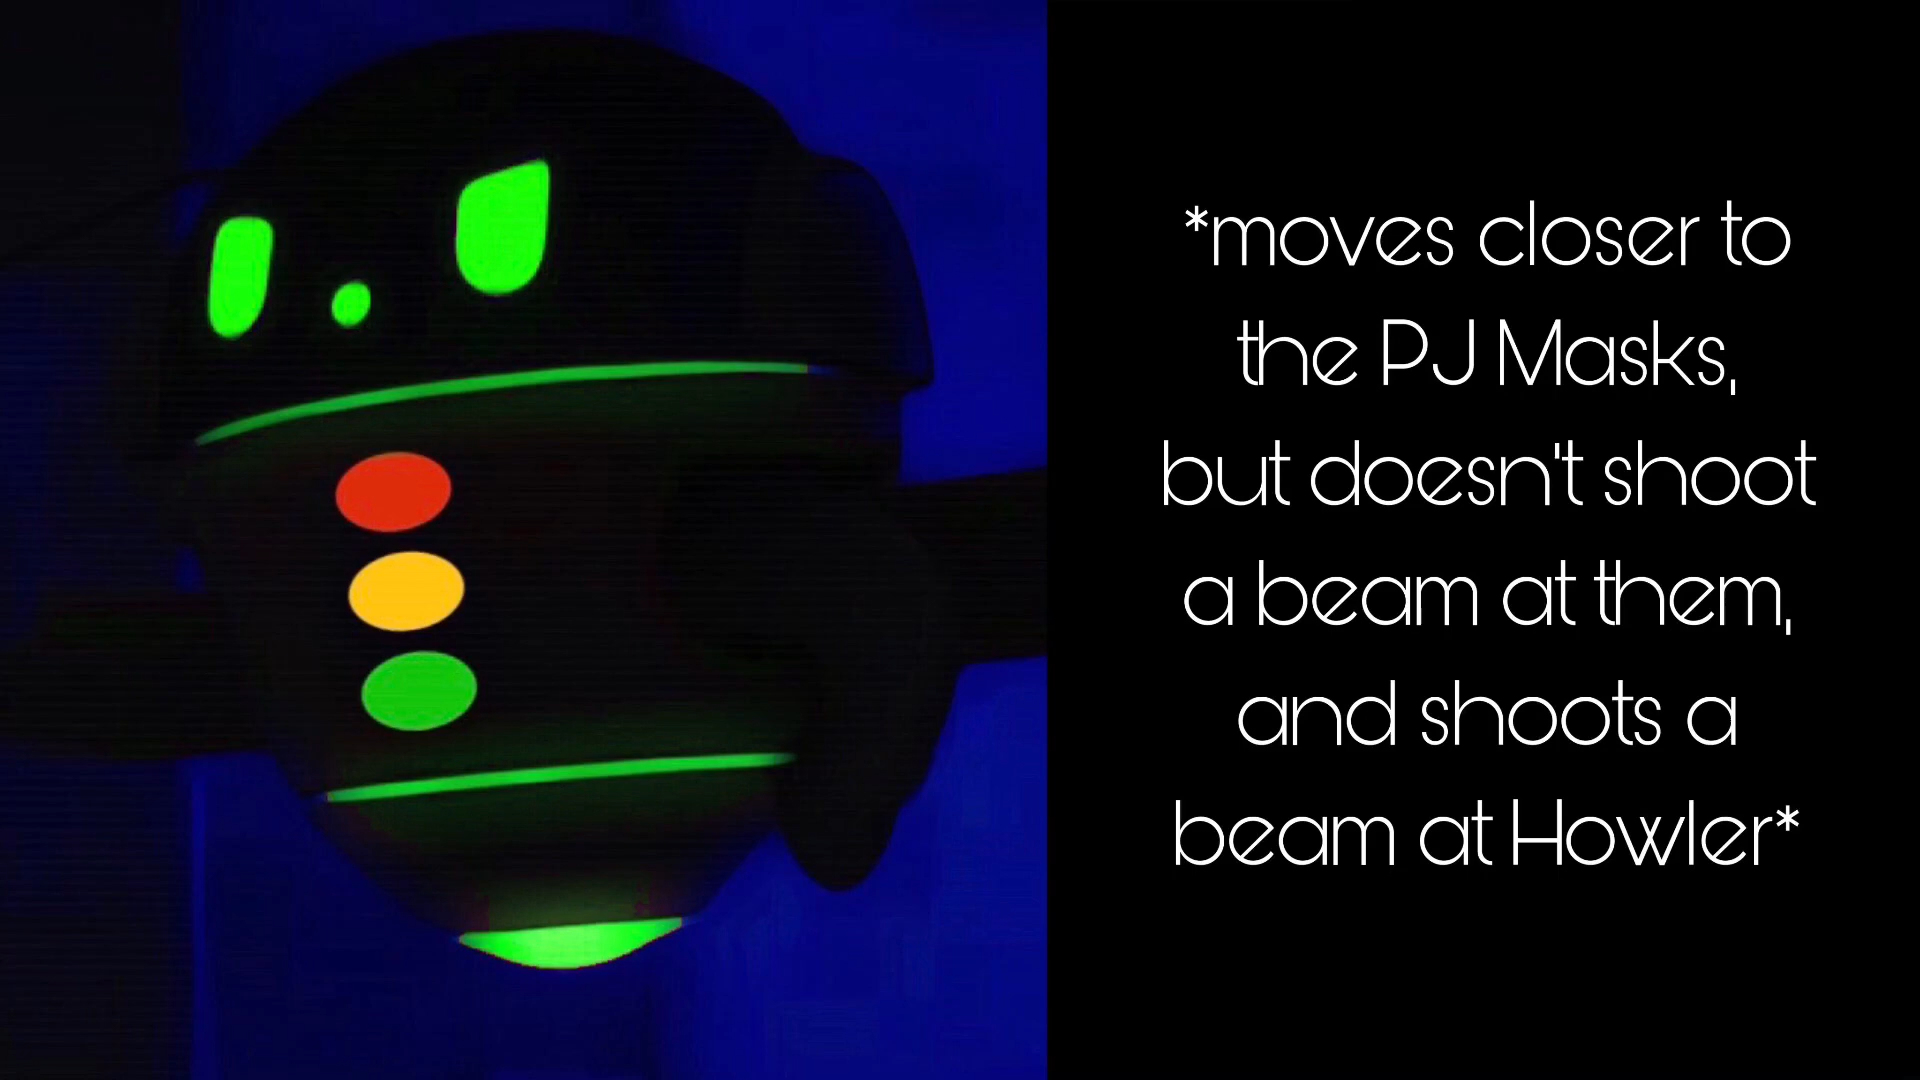 *moves closer to
the PJ Masks,
but doesn't shoot
a beam at them,
and shoots a
beam at Howler*